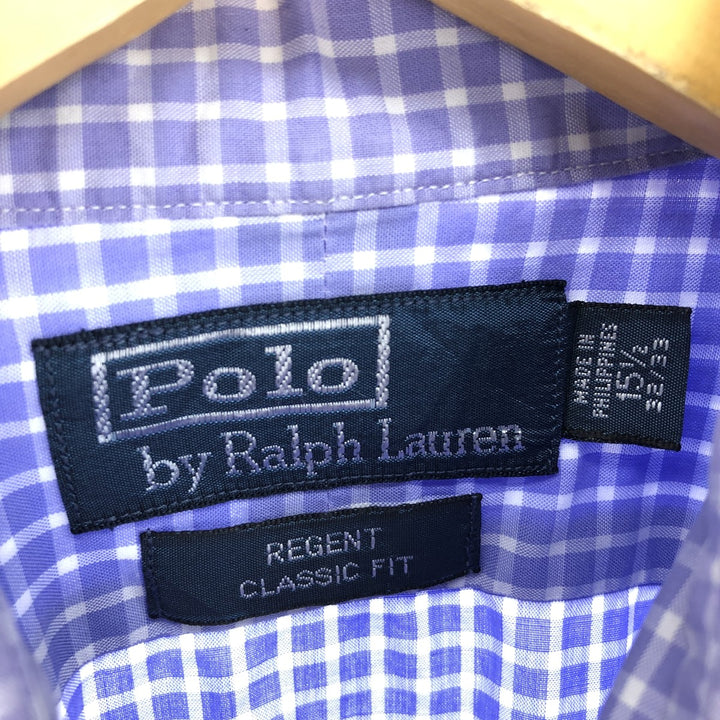 Polo
by Ralph Lauren
MADE IN
PHILIPPINES
15½
32/33
REGENT
CLASSIC FIT